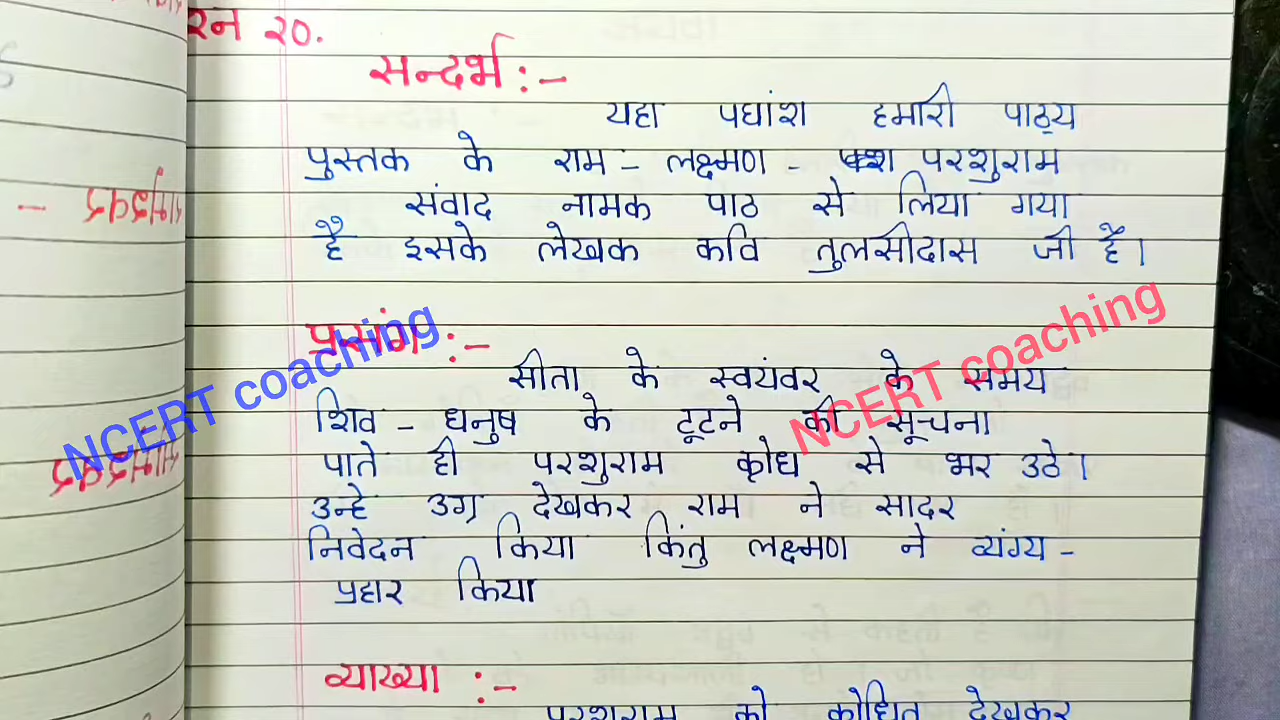 रन २०.
सन्दर्भ :-
यहा पधांश हमारी पाठ्य
पुस्तक के राम - लक्ष्मण - परशुराम
संवाद नामक पाठ से लिया गया
है इसके लेखक कवि तुलसीदास जी है।
प्रसंग :-
सीता के स्वयंवर के समय
शिव - धनुष के टूटने की सूचना
पाते ही परशुराम कृोध से भर उठे।
उन्हे उग्र देखकर राम ने सादर
निवेदन किया किंतु लक्ष्मण ने व्यंग्य -
प्रहार किया
व्याख्या :-
परशुराम को क्रोधित देखकर
NCERT coaching
NCERT coaching